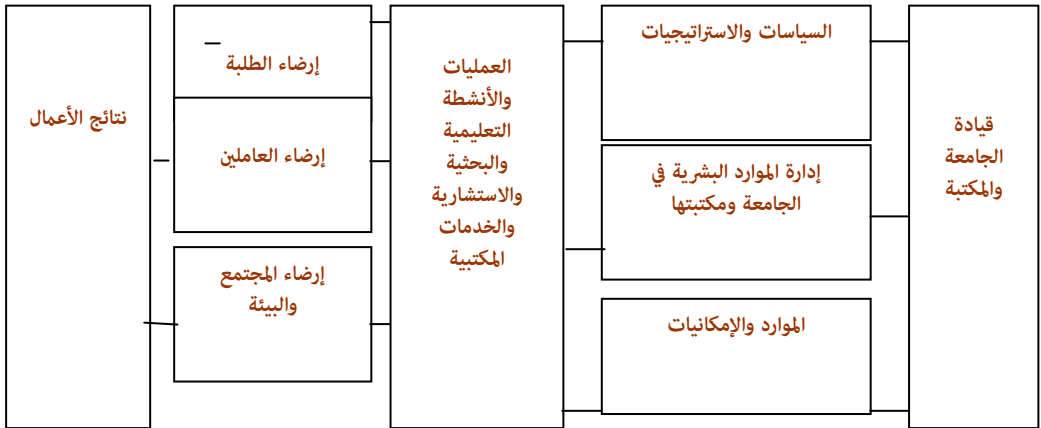 قيادة
الجامعة
والمكتبة
السياسات والاستراتيجيات
إدارة الموارد البشرية في
الجامعة ومكتبتها
الموارد والإمكانيات
العمليات
والأنشطة
التعليمية
والبحثية
والاستشارية
والخدمات
المكتبية
إرضاء الطلبة
إرضاء العاملين
إرضاء المجتمع
والبيئة
نتائج الأعمال